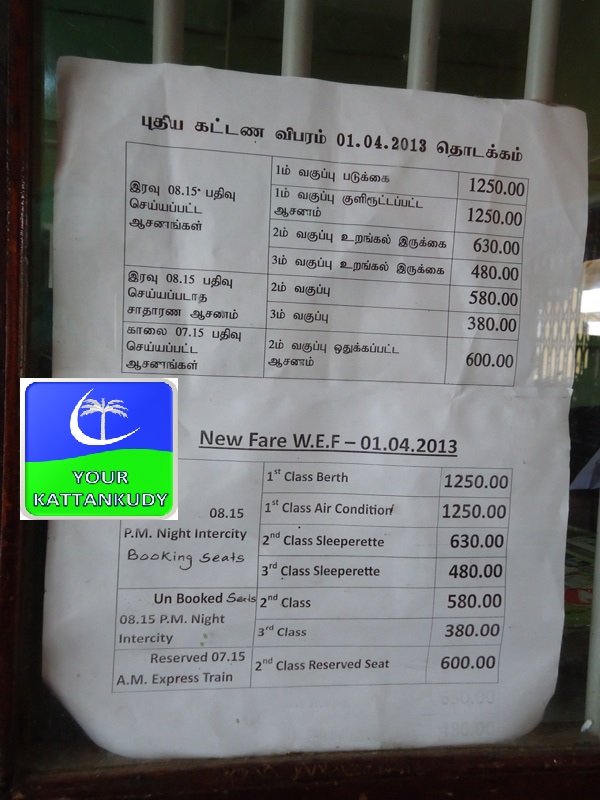 புதிய கட்டண விபரம் 01.04.2013 தொடக்கம்
இரவு 08.15 பதிவு
செய்யப்பட்ட
ஆசனங்கள்
1ம் வகுப்பு படுக்கை 1250.00
1ம் வகுப்பு குளிரூட்டப்பட்ட
ஆசனம் 1250.00
2ம் வகுப்பு உறங்கல் இருக்கை 630.00
3ம் வகுப்பு உறங்கல் இருக்கை 480.00
இரவு 08.15 பதிவு
செய்யப்படாத
சாதாரண ஆசனம்
2ம் வகுப்பு 580.00
3ம் வகுப்பு 380.00
காலை 07.15 பதிவு
செய்யப்பட்ட
ஆசனங்கள்
2ம் வகுப்பு ஒதுக்கப்பட்ட
ஆசனம் 600.00
YOUR
KATTANKUDY
New Fare W.E.F – 01.04.2013
08.15
P.M. Night Intercity
Booking Seats
1st Class Berth 1250.00
1st Class Air Condition 1250.00
2nd Class Sleeperette 630.00
3rd Class Sleeperette 480.00
Un Booked Seats
08.15 P.M. Night
Intercity
2nd Class 580.00
3rd Class 380.00
Reserved 07.15
A.M. Express Train
2nd Class Reserved Seat 600.00